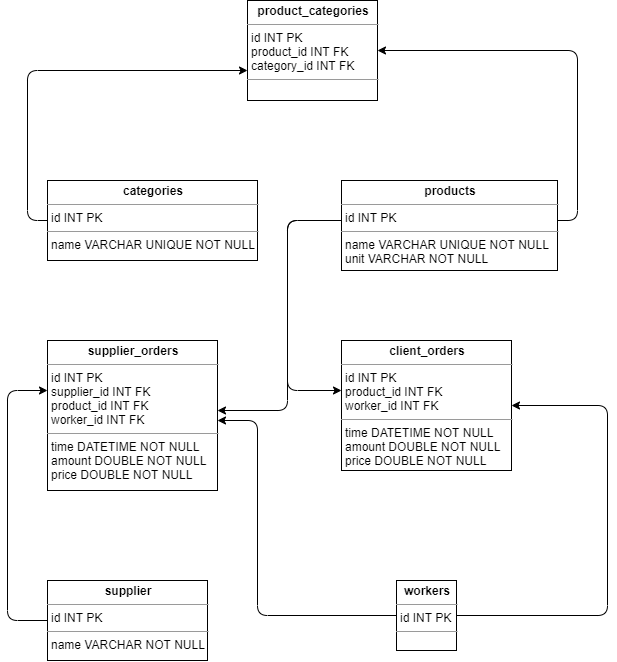 product_categories
id INT PK
product_id INT FK
category_id INT FK
categories
id INT PK
name VARCHAR UNIQUE NOT NULL
products
id INT PK
name VARCHAR UNIQUE NOT NULL
unit VARCHAR NOT NULL
supplier_orders
id INT PK
supplier_id INT FK
product_id INT FK
worker_id INT FK
time DATETIME NOT NULL
amount DOUBLE NOT NULL
price DOUBLE NOT NULL
client_orders
id INT PK
product_id INT FK
worker_id INT FK
time DATETIME NOT NULL
amount DOUBLE NOT NULL
price DOUBLE NOT NULL
supplier
id INT PK
name VARCHAR NOT NULL
workers
id INT PK